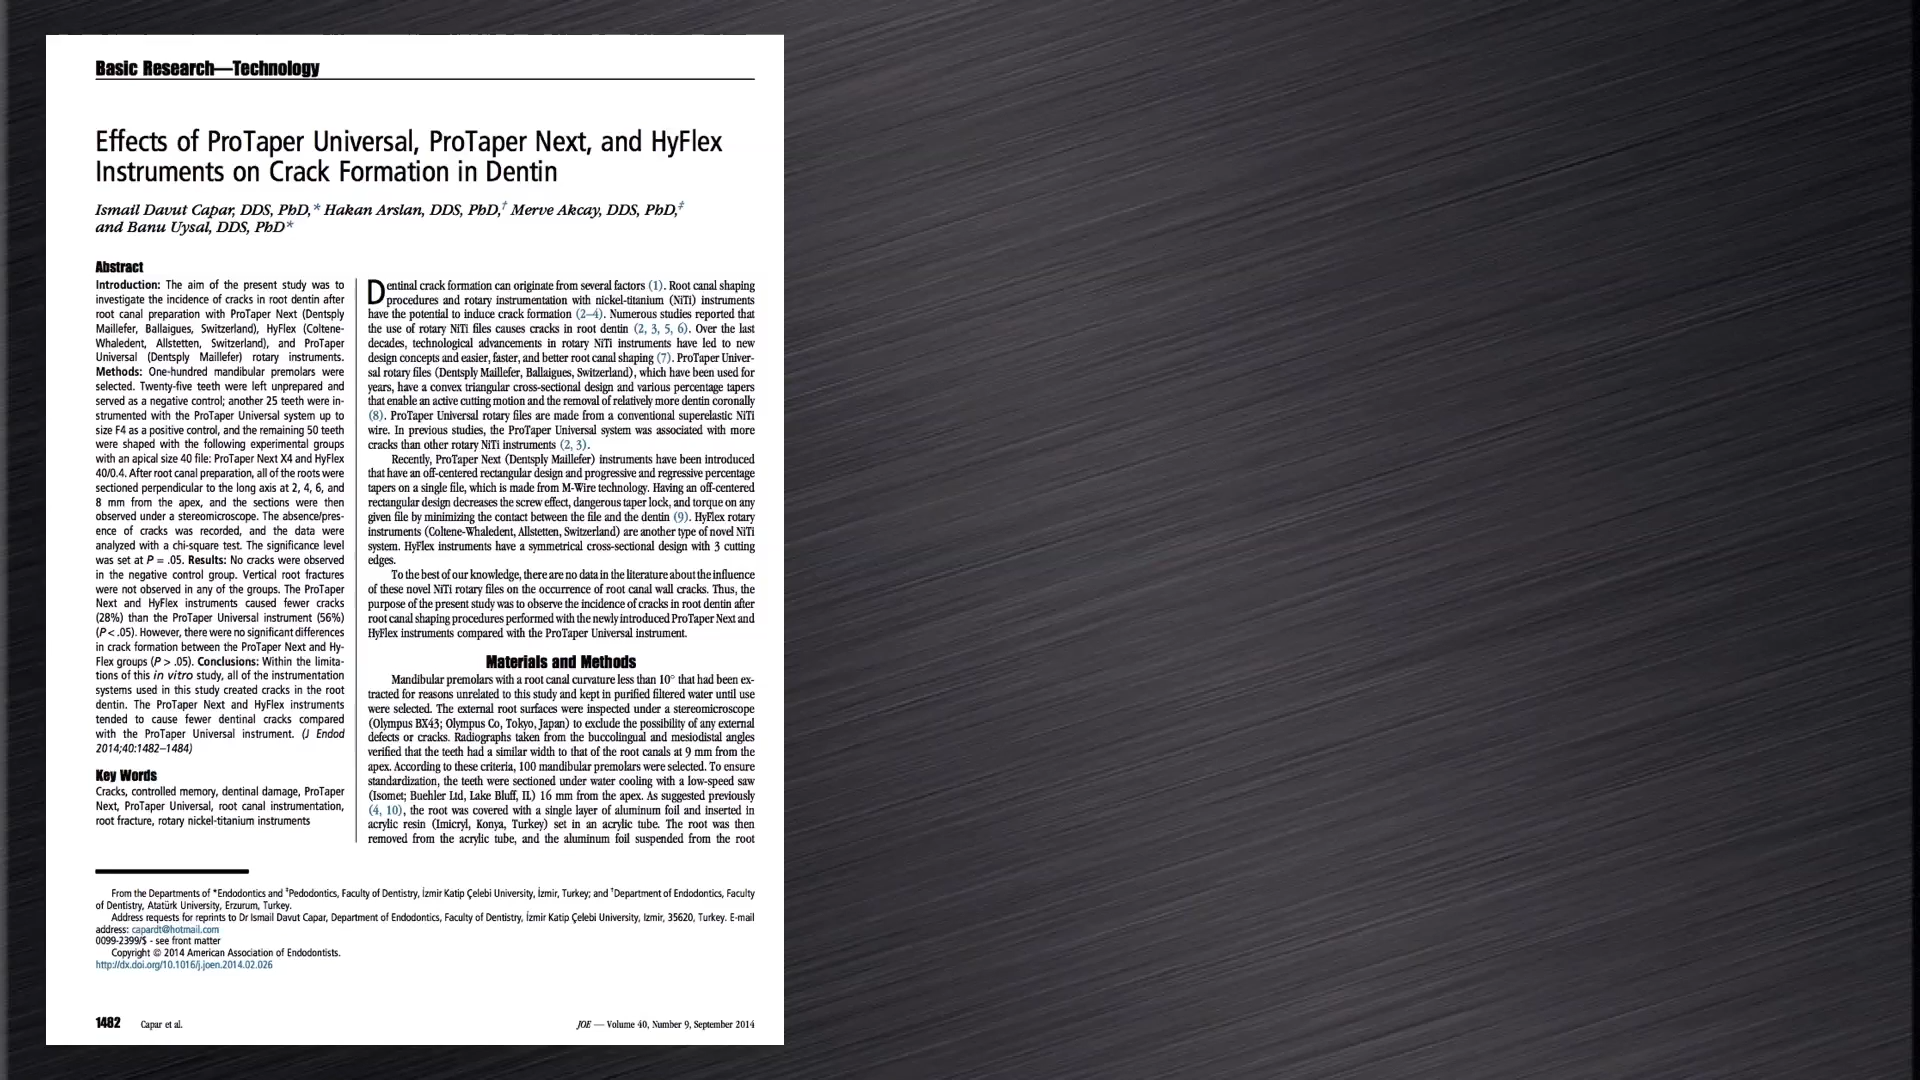 Basic Research—Technology
Effects of ProTaper Universal, ProTaper Next, and HyFlex
Instruments on Crack Formation in Dentin
Ismail Davut Capar, DDS, PhD,* Hakan Arslan, DDS, PhD,† Merve Akcay, DDS, PhD,‡
and Banu Uysal, DDS, PhD*
Abstract
Introduction: The aim of the present study was to
investigate the incidence of cracks in root dentin after
root canal preparation with ProTaper Next (Dentsply
Maillefer, Ballaigues, Switzerland), HyFlex (Coltene-
Whaledent, Allstetten, Switzerland), and ProTaper
Universal (Dentsply Maillefer) rotary instruments.
Methods: One-hundred mandibular premolars were
selected. Twenty-five teeth were left unprepared and
served as a negative control; another 25 teeth were in-
strumented with the ProTaper Universal system up to
size F4 as a positive control, and the remaining 50 teeth
were shaped with the following experimental groups
with an apical size 40 file: ProTaper Next X4 and HyFlex
40/0.4. After root canal preparation, all of the roots were
sectioned perpendicular to the long axis at 2, 4, 6, and
8 mm from the apex, and the sections were then
observed under a stereomicroscope. The absence/pres-
ence of cracks was recorded, and the data were
analyzed with a chi-square test. The significance level
was set at P = .05. Results: No cracks were observed
in the negative control group. Vertical root fractures
were not observed in any of the groups. The ProTaper
Next and HyFlex instruments caused fewer cracks
(28%) than the ProTaper Universal instrument (56%)
(P < .05). However, there were no significant differences
in crack formation between the ProTaper Next and Hy-
Flex groups (P > .05). Conclusions: Within the limita-
tions of this in vitro study, all of the instrumentation
systems used in this study created cracks in the root
dentin. The ProTaper Next and HyFlex instruments
tended to cause fewer dentinal cracks compared
with the ProTaper Universal instrument. (J Endod
2014;40:1482–1484)
Key Words
Cracks, controlled memory, dentinal damage, ProTaper
Next, ProTaper Universal, root canal instrumentation,
root fracture, rotary nickel-titanium instruments
Dentinal crack formation can originate from several factors (1). Root canal shaping
procedures and rotary instrumentation with nickel-titanium (NiTi) instruments
have the potential to induce crack formation (2–4). Numerous studies reported that
the use of rotary NiTi files causes cracks in root dentin (2, 3, 5, 6). Over the last
decades, technological advancements in rotary NiTi instruments have led to new
design concepts and easier, faster, and better root canal shaping (7). ProTaper Univer-
sal rotary files (Dentsply Maillefer, Ballaigues, Switzerland), which have been used for
years, have a convex triangular cross-sectional design and various percentage tapers
that enable an active cutting motion and the removal of relatively more dentin coronally
(8). ProTaper Universal rotary files are made from a conventional superelastic NiTi
wire. In previous studies, the ProTaper Universal system was associated with more
cracks than other rotary NiTi instruments (2, 3).
Recently, ProTaper Next (Dentsply Maillefer) instruments have been introduced
that have an off-centered rectangular design and progressive and regressive percentage
tapers on a single file, which is made from M-Wire technology. Having an off-centered
rectangular design decreases the screw effect, dangerous taper lock, and torque on any
given file by minimizing the contact between the file and the dentin (9). HyFlex rotary
instruments (Coltene-Whaledent, Allstetten, Switzerland) are another type of novel NiTi
system. HyFlex instruments have a symmetrical cross-sectional design with 3 cutting
edges.
To the best of our knowledge, there are no data in the literature about the influence
of these novel NiTi rotary files on the occurrence of root canal wall cracks. Thus, the
purpose of the present study was to observe the incidence of cracks in root dentin after
root canal shaping procedures performed with the newly introduced ProTaper Next and
HyFlex instruments compared with the ProTaper Universal instrument.
Materials and Methods
Mandibular premolars with a root canal curvature less than 10° that had been ex-
tracted for reasons unrelated to this study and kept in purified filtered water until use
were selected. The external root surfaces were inspected under a stereomicroscope
(Olympus BX43; Olympus Co, Tokyo, Japan) to exclude the possibility of any external
defects or cracks. Radiographs taken from the buccolingual and mesiodistal angles
verified that the teeth had a similar width to that of the root canals at 9 mm from the
apex. According to these criteria, 100 mandibular premolars were selected. To ensure
standardization, the teeth were sectioned under water cooling with a low-speed saw
(Isomet; Buehler Ltd, Lake Bluff, IL) 16 mm from the apex. As suggested previously
(4, 10), the root was covered with a single layer of aluminum foil and inserted in
acrylic resin (Imicryl, Konya, Turkey) set in an acrylic tube. The root was then
removed from the acrylic tube, and the aluminum foil suspended from the root
From the Departments of *Endodontics and ‡Pedodontics, Faculty of Dentistry, İzmir Katip Çelebi University, İzmir, Turkey; and †Department of Endodontics, Faculty
of Dentistry, Atatürk University, Erzurum, Turkey.
Address requests for reprints to Dr Ismail Davut Capar, Department of Endodontics, Faculty of Dentistry, İzmir Katip Çelebi University, Izmir, 35620, Turkey. E-mail
address: capardt@hotmail.com
0099-2399/$ - see front matter
Copyright © 2014 American Association of Endodontists.
http://dx.doi.org/10.1016/j.joen.2014.02.026
1482 Capar et al.
JOE — Volume 40, Number 9, September 2014